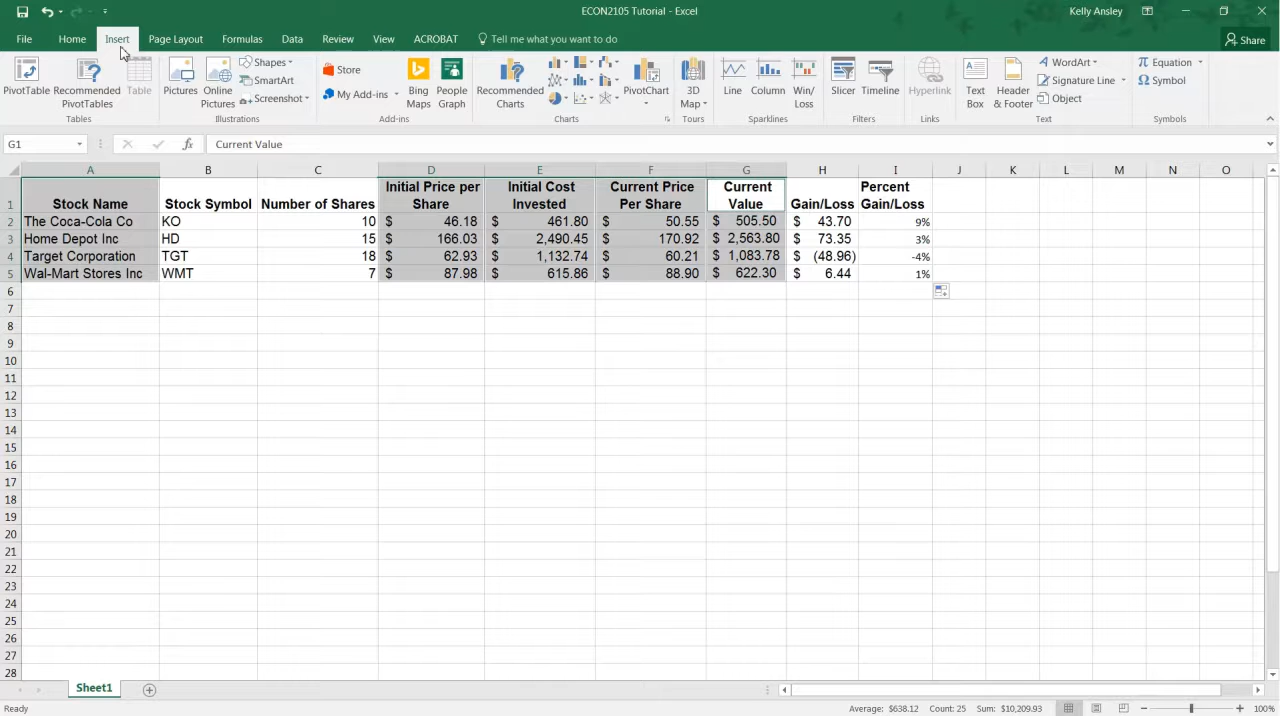 ECON2105 Tutorial - Excel
Kelly Ansley
File Home Insert Page Layout Formulas Data Review View ACROBAT Tell me what you want to do
Share
PivotTable
Recommended
PivotTables
Table
Tables
Pictures
Online
Pictures
Shapes
SmartArt
Screenshot
Illustrations
Store
My Add-ins
Bing
Maps
People
Graph
Add-ins
Recommended
Charts
PivotChart
Charts
3D
Map
Tours
Line
Column
Win/
Loss
Sparklines
Slicer
Timeline
Filters
Hyperlink
Links
Text
Box
Header
& Footer
WordArt
Signature Line
Object
Text
Equation
Symbol
Symbols
G1 fx Current Value
A B C D E F G H I J K L M N O
1 Stock Name Stock Symbol Number of Shares Initial Price per Share Initial Cost Invested Current Price Per Share Current Value Gain/Loss Percent Gain/Loss
2 The Coca-Cola Co KO 10 $ 46.18 $ 461.80 $ 50.55 $ 505.50 $ 43.70 9%
3 Home Depot Inc HD 15 $ 166.03 $ 2,490.45 $ 170.92 $ 2,563.80 $ 73.35 3%
4 Target Corporation TGT 18 $ 62.93 $ 1,132.74 $ 60.21 $ 1,083.78 $ (48.96) -4%
5 Wal-Mart Stores Inc WMT 7 $ 87.98 $ 615.86 $ 88.90 $ 622.30 $ 6.44 1%
6
7
8
9
10
11
12
13
14
15
16
17
18
19
20
21
22
23
24
25
26
27
28
Sheet1
Ready
Average: $638.12 Count: 25 Sum: $10,209.93
100%